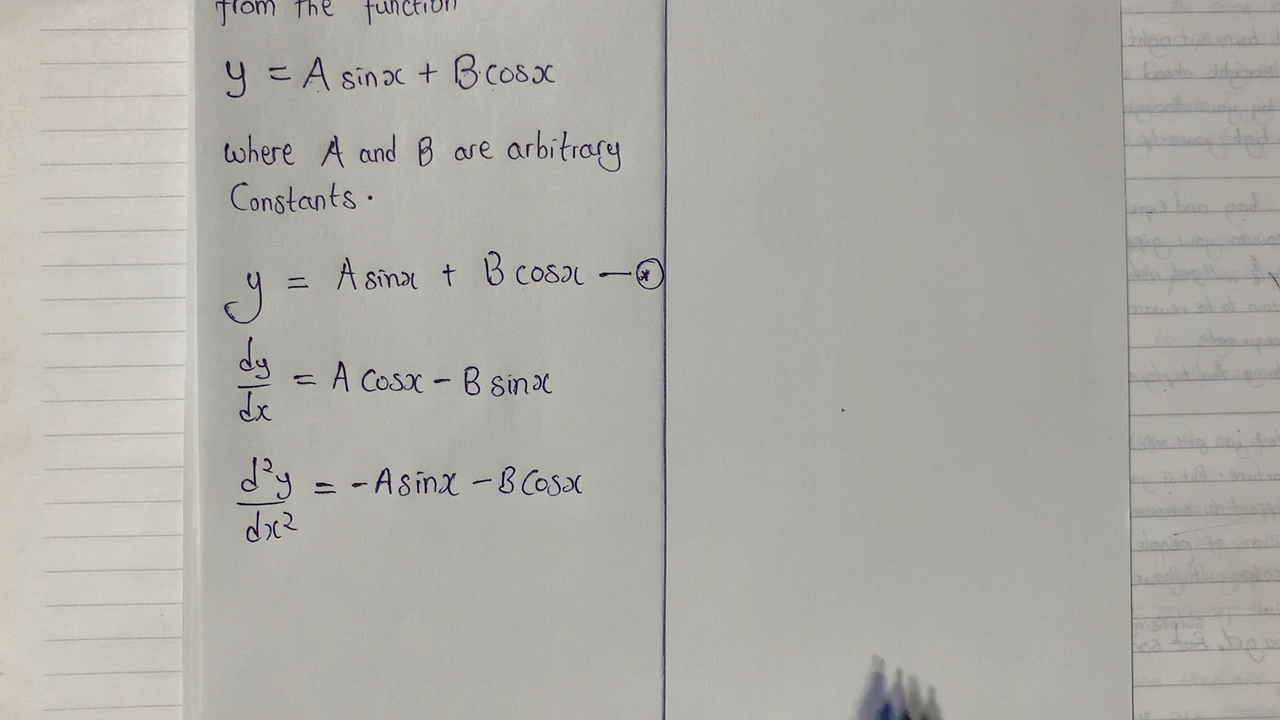 from the function
y = A sinx + B cosx
where A and B are arbitrary
Constants.
y = A sinx + B cosx — ⊛
dy/dx = A Cosx - B sinx
d²y/dx² = -A sinx - B Cosx